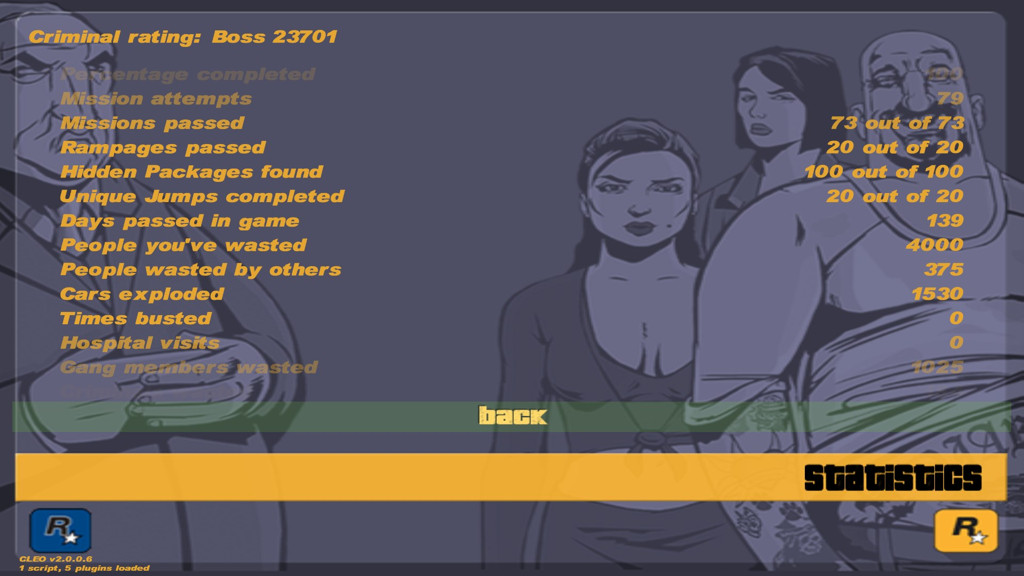 Criminal rating: Boss 23701
Percentage completed 100
Mission attempts 79
Missions passed 73 out of 73
Rampages passed 20 out of 20
Hidden Packages found 100 out of 100
Unique Jumps completed 20 out of 20
Days passed in game 139
People you've wasted 4000
People wasted by others 375
Cars exploded 1530
Times busted 0
Hospital visits 0
Gang members wasted 1025
back
statistics
R R
CLEO v2.0.0.6
1 script, 5 plugins loaded